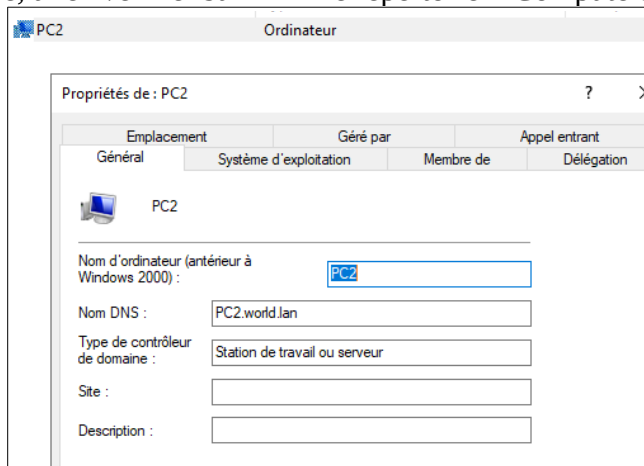 PC2 Ordinateur
Propriétés de : PC2 ?
Emplacement Géré par Appel entrant
Général Système d'exploitation Membre de Délégation
PC2
Nom d'ordinateur (antérieur à
Windows 2000) :
PC2
Nom DNS : PC2.world.lan
Type de contrôleur
de domaine :
Station de travail ou serveur
Site :
Description :